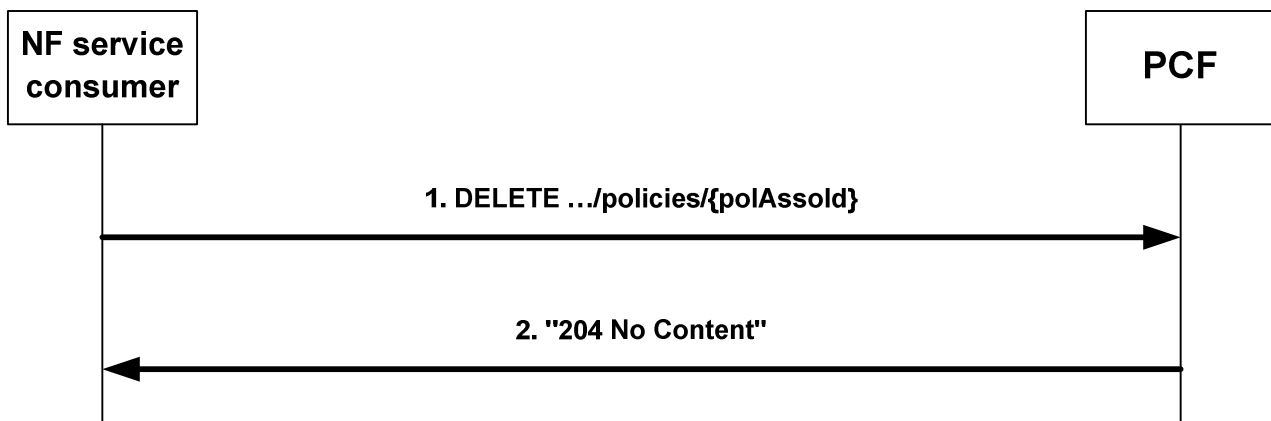 NF service
consumer
PCF
1. DELETE …/policies/{polAssoId}
2. "204 No Content"